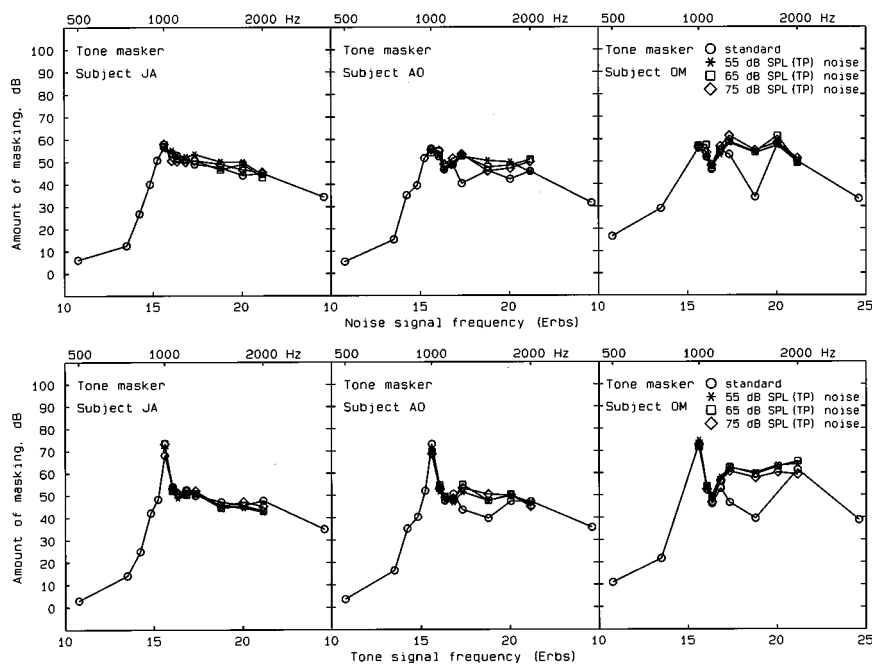 500 1000 2000 Hz 500 1000 2000 Hz 500 1000 2000 Hz
100
90
80
70
60
50
40
30
20
10
0
Amount of masking, dB
Tone masker
Subject JA
Tone masker
Subject AO
Tone masker
Subject OM
standard
55 dB SPL(TP) noise
65 dB SPL(TP) noise
75 dB SPL(TP) noise
10 15 20 10 15 20 10 15 20 25
Noise signal frequency (Erbs)
500 1000 2000 Hz 500 1000 2000 Hz 500 1000 2000 Hz
100
90
80
70
60
50
40
30
20
10
0
Amount of masking, dB
Tone masker
Subject JA
Tone masker
Subject AO
Tone masker
Subject OM
standard
55 dB SPL(TP) noise
65 dB SPL(TP) noise
75 dB SPL(TP) noise
10 15 20 10 15 20 10 15 20 25
Tone signal frequency (Erbs)